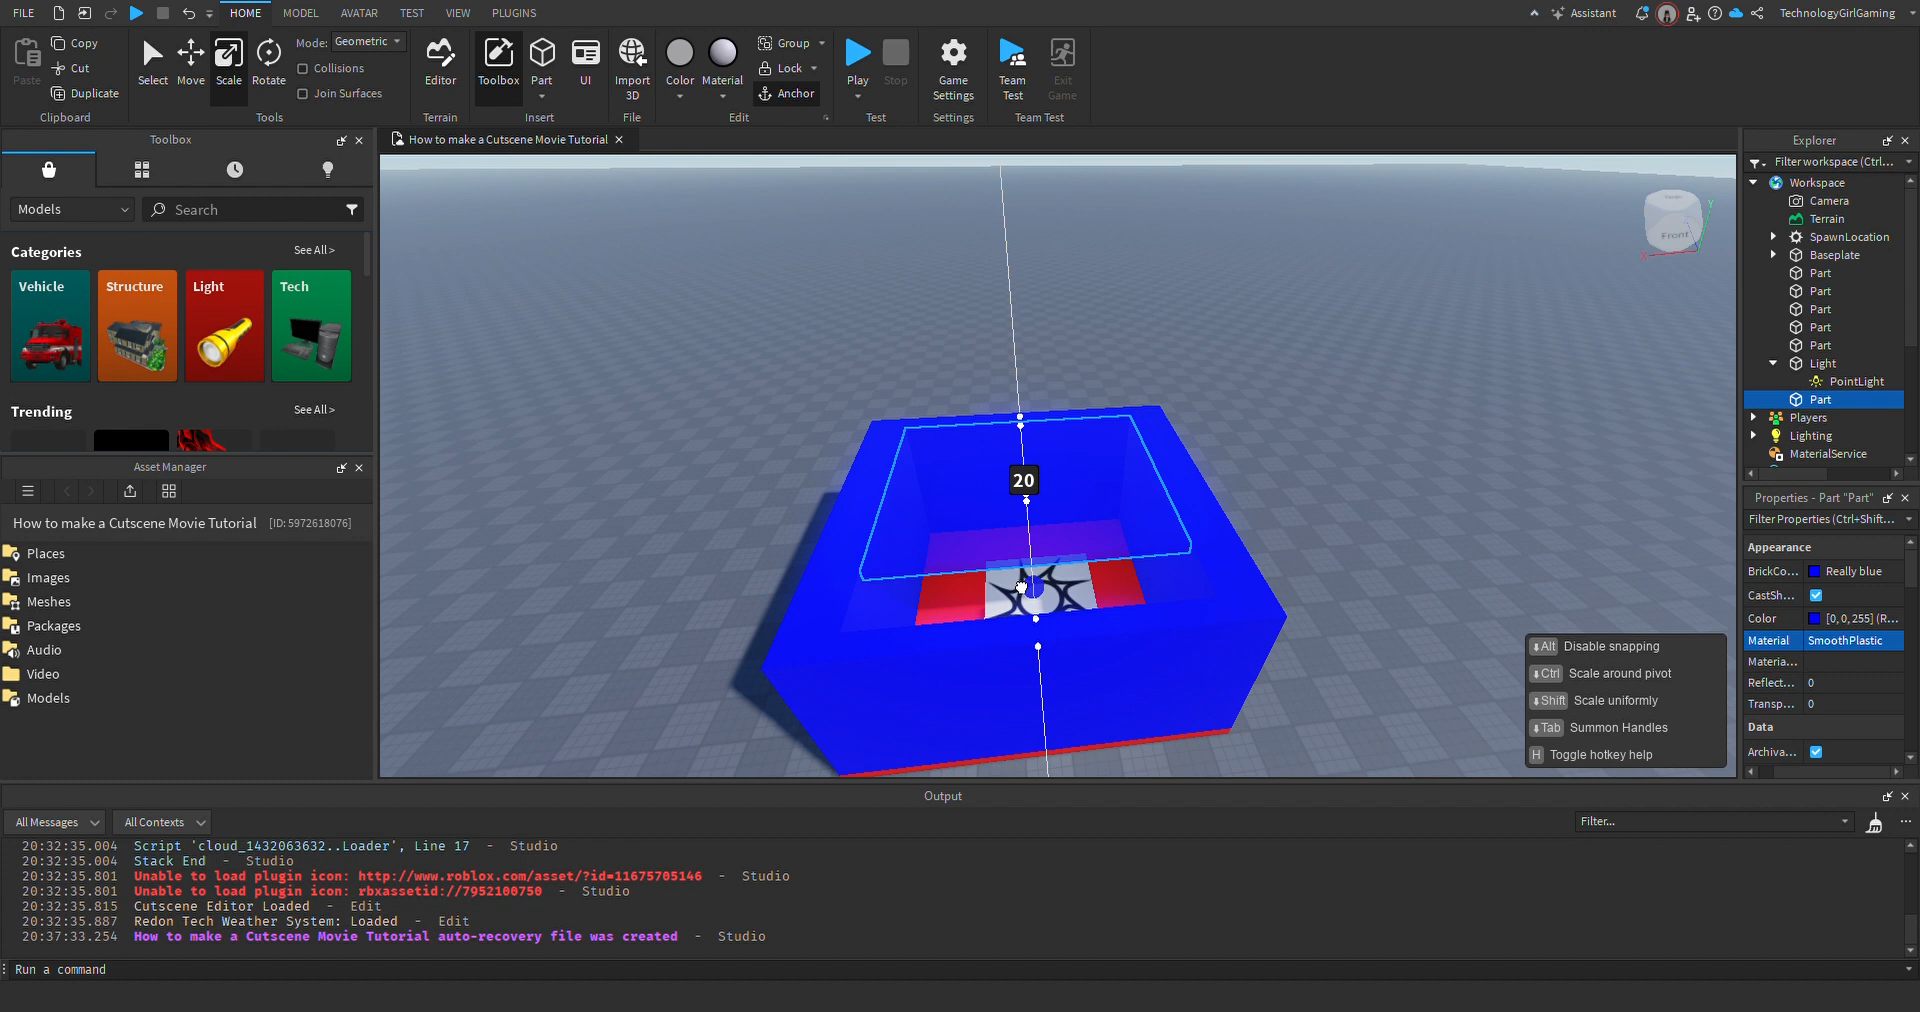 FILE
HOME
MODEL
AVATAR
TEST
VIEW
PLUGINS
Assistant
TechnologyGirlGaming
Paste
Copy
Cut
Duplicate
Clipboard
Select
Move
Scale
Rotate
Mode: Geometric
Collisions
Join Surfaces
Tools
Editor
Terrain
Toolbox
Part
UI
Insert
Import
3D
File
Color
Material
Group
Lock
Anchor
Edit
Play
Stop
Test
Game
Settings
Settings
Team
Test
Exit
Game
Team Test
Toolbox
Models
Search
Categories
See All >
Vehicle
Structure
Light
Tech
Trending
See All >
Asset Manager
How to make a Cutscene Movie Tutorial [ID: 5972618076]
Places
Images
Meshes
Packages
Audio
Video
Models
How to make a Cutscene Movie Tutorial
Front
X
Y
20
Alt Disable snapping
Ctrl Scale around pivot
Shift Scale uniformly
Tab Summon Handles
H Toggle hotkey help
Explorer
Filter workspace (Ctrl...
Workspace
Camera
Terrain
SpawnLocation
Baseplate
Part
Part
Part
Part
Part
Light
PointLight
Part
Players
Lighting
MaterialService
Properties - Part "Part"
Filter Properties (Ctrl+Shift...
Appearance
BrickCo... Really blue
CastSh...
Color [0, 0, 255] (R...
Material SmoothPlastic
Materia...
Reflect... 0
Transp... 0
Data
Archiva...
Output
All Messages
All Contexts
Filter...
20:32:35.004 Script 'cloud_1432063632..Loader', Line 17 - Studio
20:32:35.004 Stack End - Studio
20:32:35.801 Unable to load plugin icon: http://www.roblox.com/asset/?id=11675705146 - Studio
20:32:35.801 Unable to load plugin icon: rbxassetid://7952100750 - Studio
20:32:35.815 Cutscene Editor Loaded - Edit
20:32:35.887 Redon Tech Weather System: Loaded - Edit
20:37:33.254 How to make a Cutscene Movie Tutorial auto-recovery file was created - Studio
Run a command